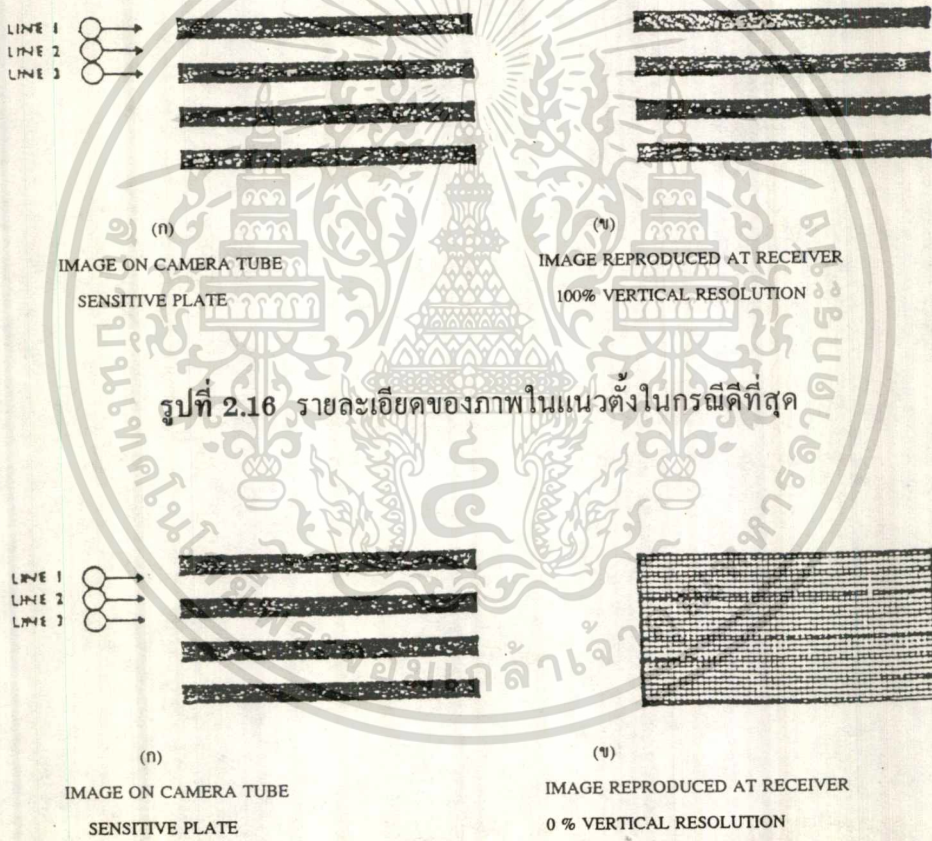 LINE 1
LINE 2
LINE 3
(ก)
IMAGE ON CAMERA TUBE
SENSITIVE PLATE
(ข)
IMAGE REPRODUCED AT RECEIVER
100% VERTICAL RESOLUTION
รูปที่ 2.16 รายละเอียดของภาพในแนวตั้งในกรณีดีที่สุด
LINE 1
LINE 2
LINE 3
(ก)
IMAGE ON CAMERA TUBE
SENSITIVE PLATE
(ข)
IMAGE REPRODUCED AT RECEIVER
0 % VERTICAL RESOLUTION